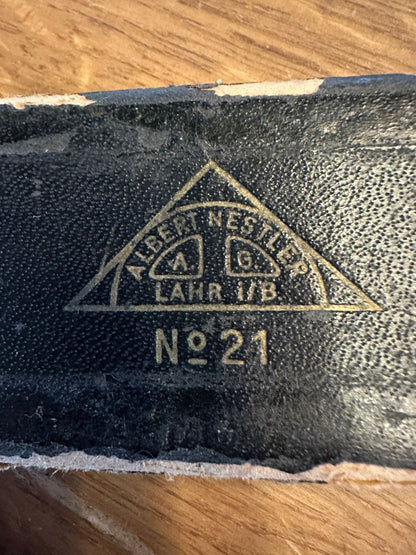 ALBERT NESTLER
A. G.
LAHR. i/B.
Nº 21